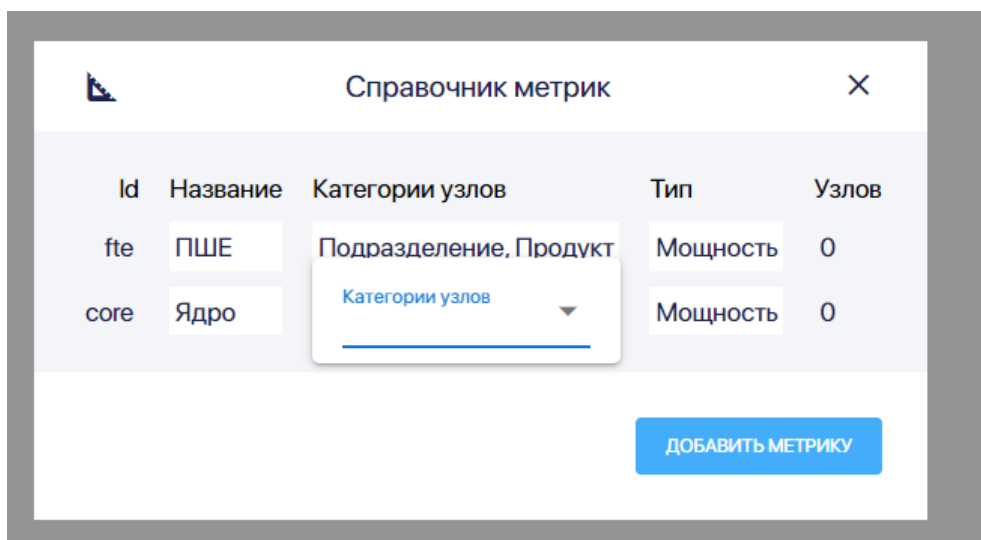 Справочник метрик
Id Название Категории узлов Тип Узлов
fte ПШЕ Подразделение, Продукт Мощность 0
Категории узлов
core Ядро Мощность 0
ДОБАВИТЬ МЕТРИКУ